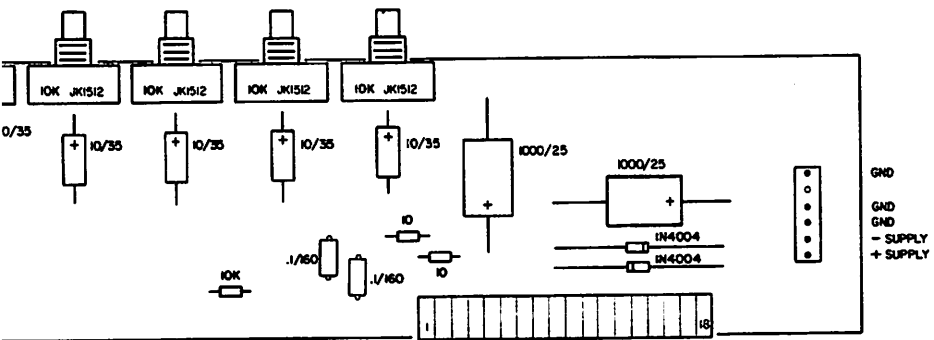 10K JK1512
10K JK1512
10K JK1512
10K JK1512
0/35
10/35
10/35
10/35
10/35
1000/25
1000/25
GND
GND
GND
- SUPPLY
+ SUPPLY
10
10
1N4004
1N4004
.1/160
.1/160
10K
1
18